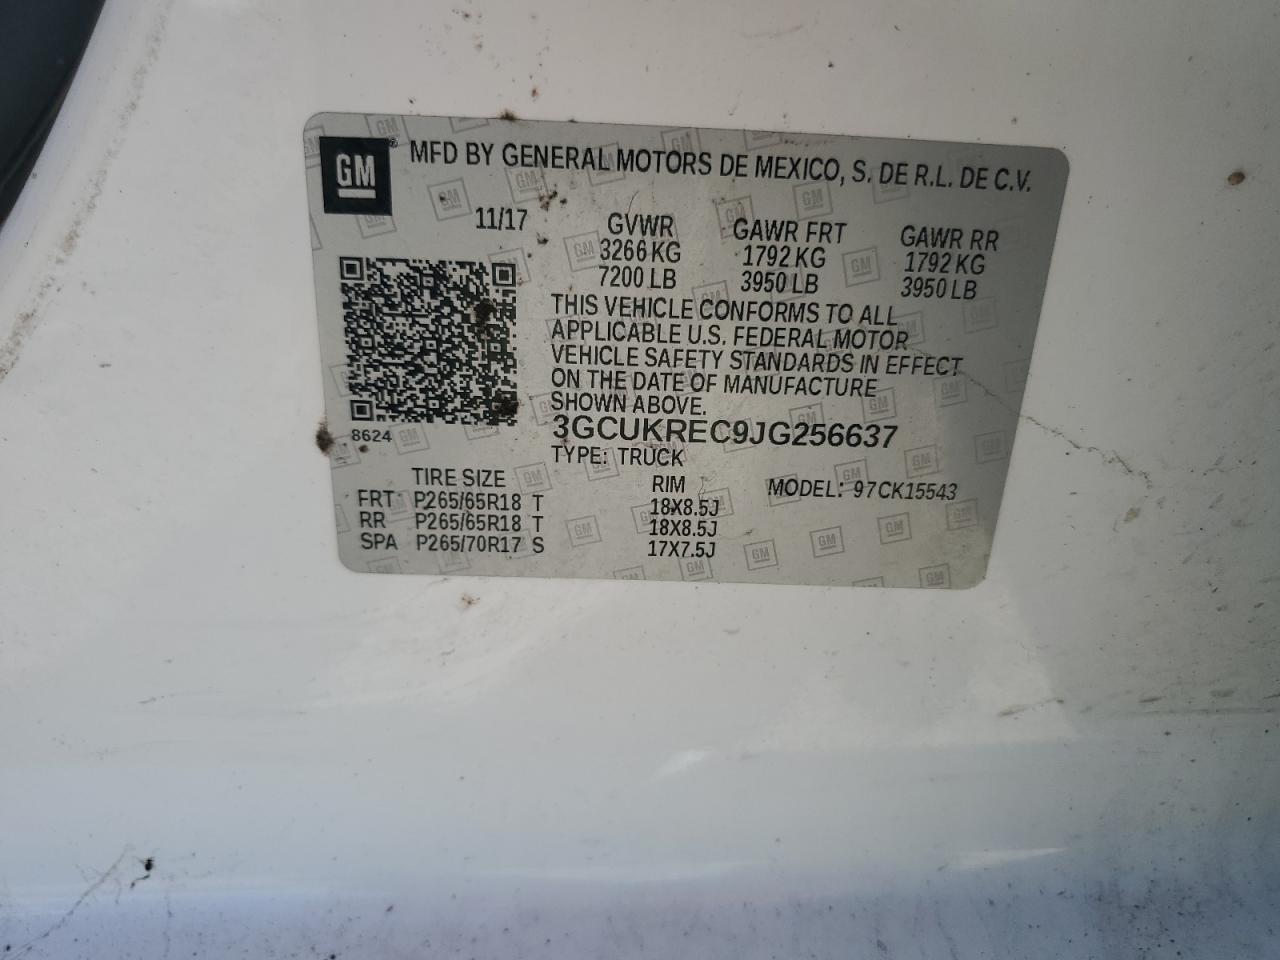 GM® MFD BY GENERAL MOTORS DE MEXICO, S. DE R.L. DE C.V.
11/17 GVWR GAWR FRT GAWR RR
3266 KG 1792 KG 1792 KG
7200 LB 3950 LB 3950 LB
THIS VEHICLE CONFORMS TO ALL
APPLICABLE U.S. FEDERAL MOTOR
VEHICLE SAFETY STANDARDS IN EFFECT
ON THE DATE OF MANUFACTURE
SHOWN ABOVE.
8624
3GCUKREC9JG256637
TYPE: TRUCK
TIRE SIZE RIM MODEL: 97CK15543
FRT P265/65R18 T 18X8.5J
RR P265/65R18 T 18X8.5J
SPA P265/70R17 S 17X7.5J